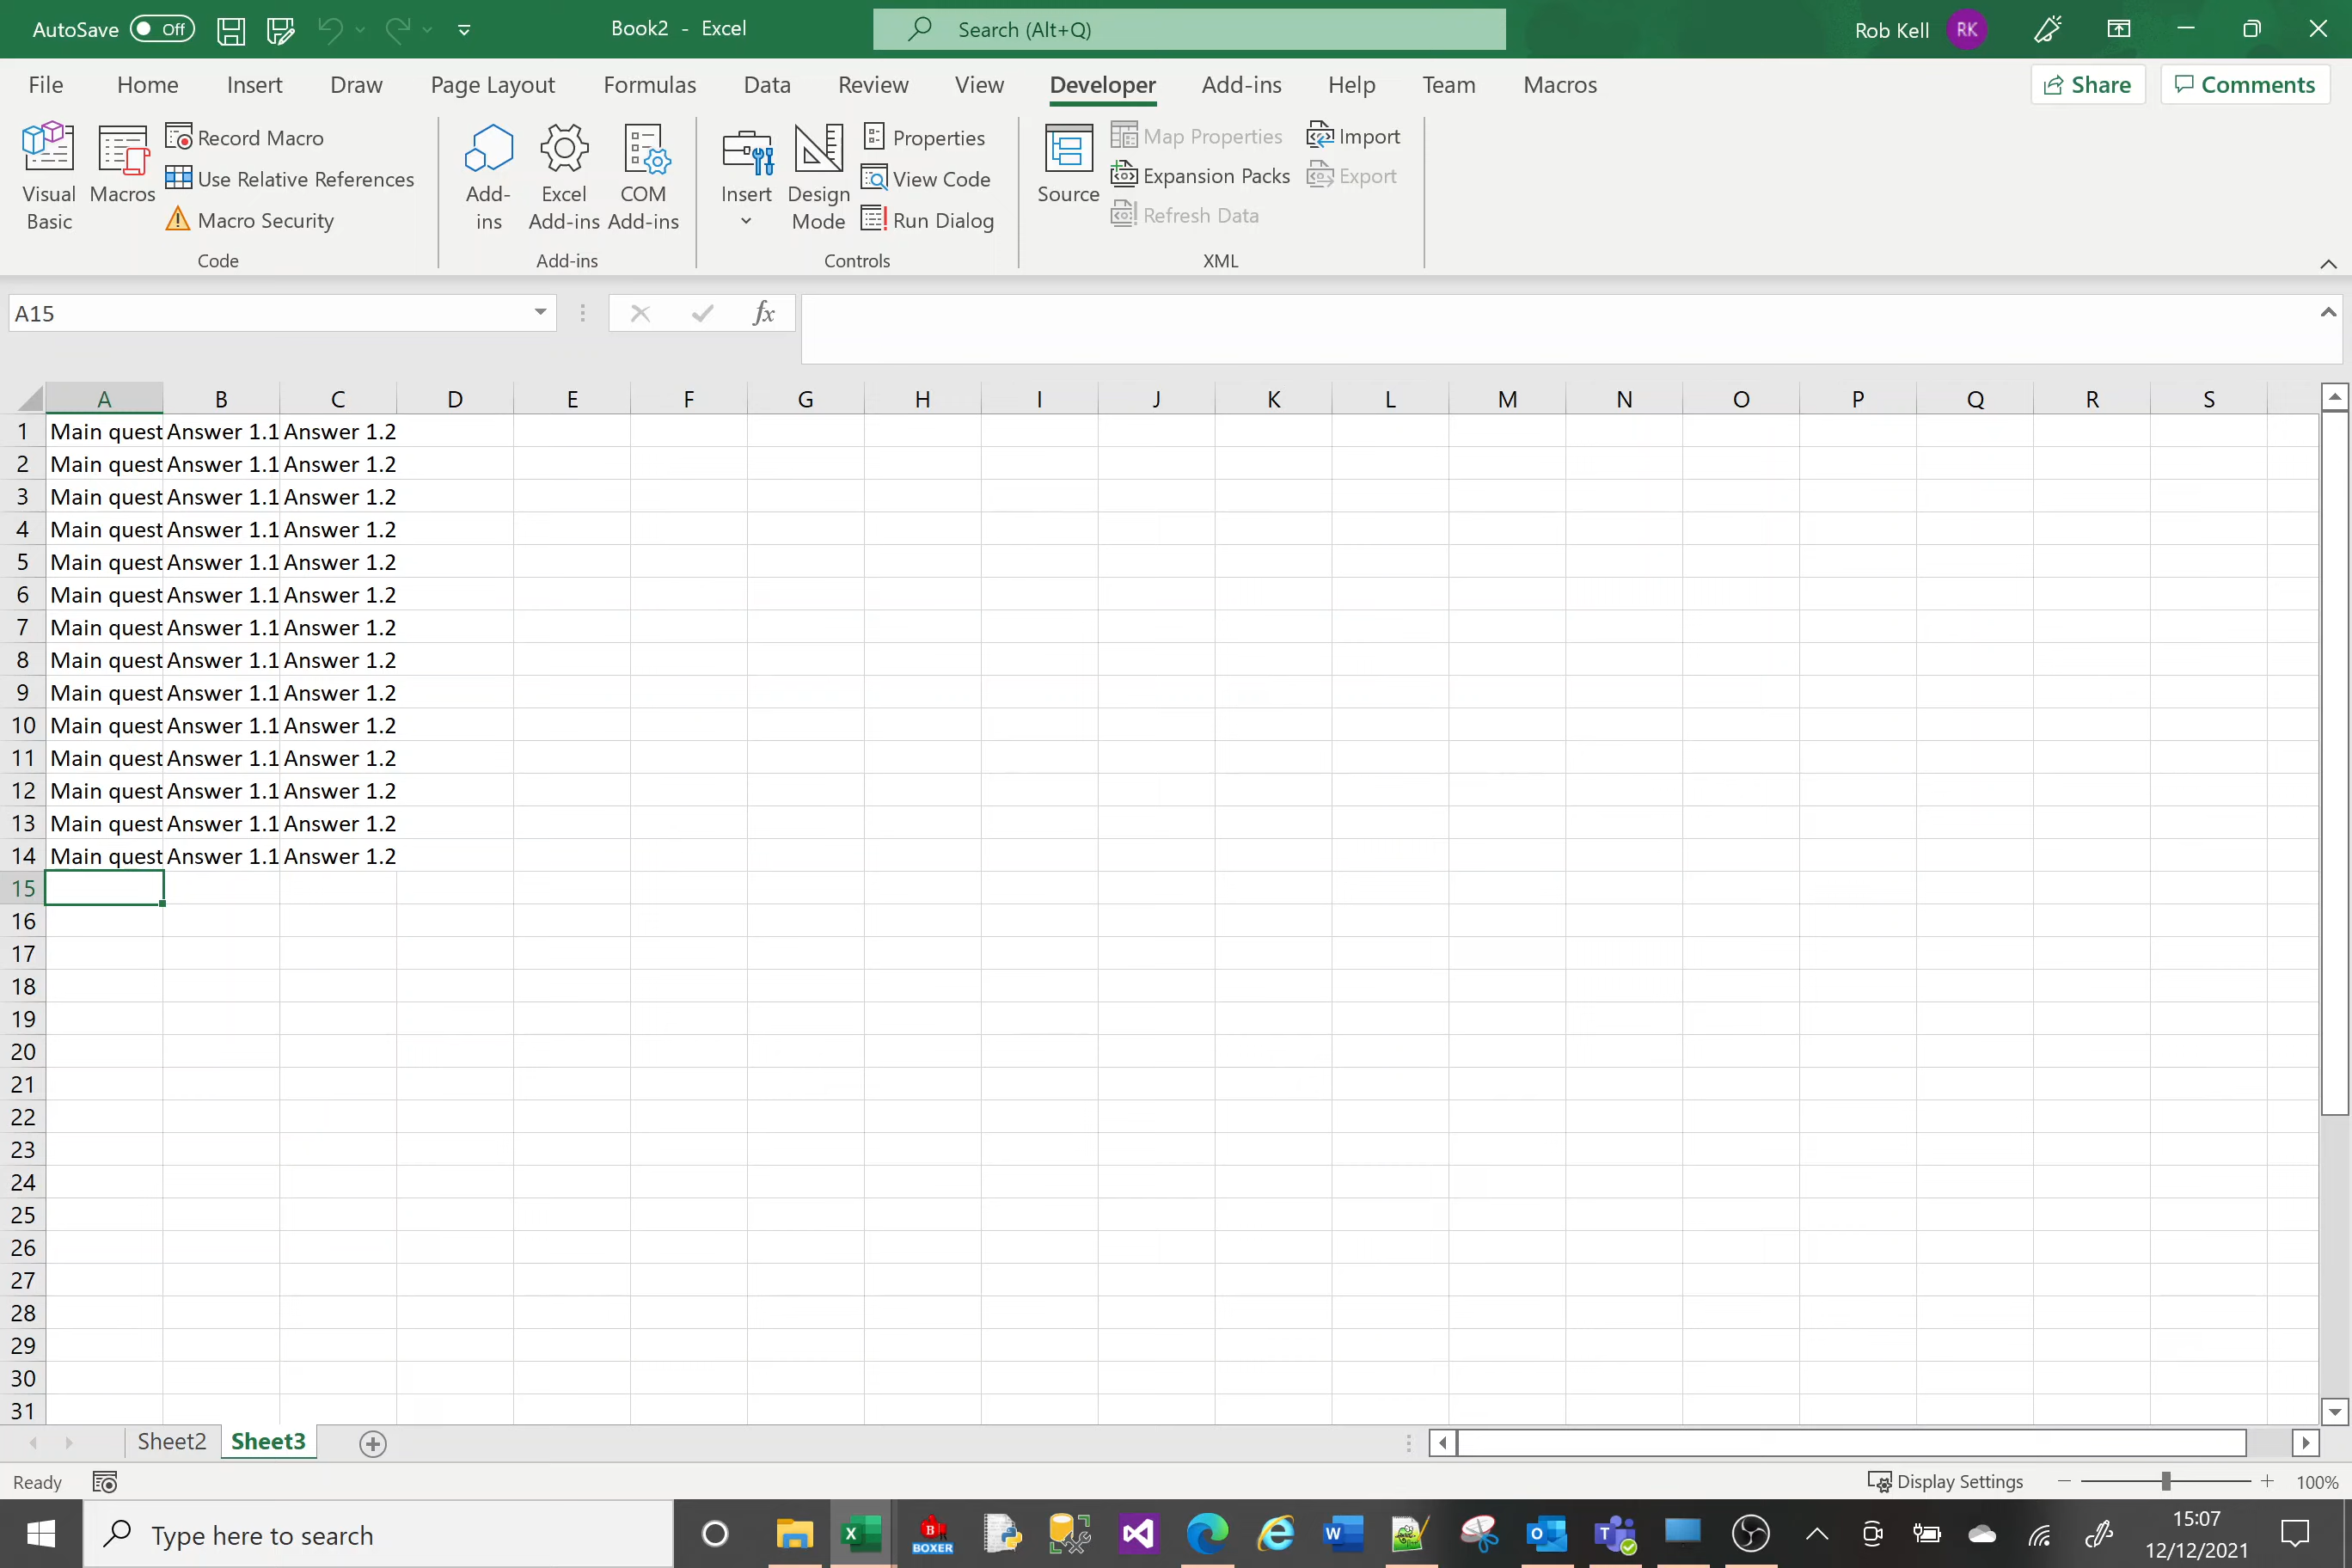 AutoSave Off Book2 - Excel Search (Alt+Q) Rob Kell RK
File Home Insert Draw Page Layout Formulas Data Review View Developer Add-ins Help Team Macros Share Comments
Visual Basic
Macros
Record Macro
Use Relative References
Macro Security
Code
Add-ins
Excel Add-ins
COM Add-ins
Add-ins
Insert
Design Mode
Properties
View Code
Run Dialog
Controls
Source
Map Properties
Expansion Packs
Refresh Data
Import
Export
XML
A15 fx
A B C D E F G H I J K L M N O P Q R S
1 Main quest Answer 1.1 Answer 1.2
2 Main quest Answer 1.1 Answer 1.2
3 Main quest Answer 1.1 Answer 1.2
4 Main quest Answer 1.1 Answer 1.2
5 Main quest Answer 1.1 Answer 1.2
6 Main quest Answer 1.1 Answer 1.2
7 Main quest Answer 1.1 Answer 1.2
8 Main quest Answer 1.1 Answer 1.2
9 Main quest Answer 1.1 Answer 1.2
10 Main quest Answer 1.1 Answer 1.2
11 Main quest Answer 1.1 Answer 1.2
12 Main quest Answer 1.1 Answer 1.2
13 Main quest Answer 1.1 Answer 1.2
14 Main quest Answer 1.1 Answer 1.2
15
16
17
18
19
20
21
22
23
24
25
26
27
28
29
30
31
Sheet2 Sheet3
Ready Display Settings 100%
Type here to search BOXER 15:07
12/12/2021